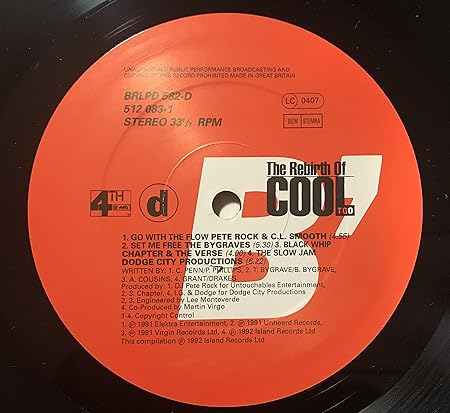 UNAUTHORISED PUBLIC PERFORMANCE BROADCASTING AND
COPYING OF THIS RECORD PROHIBITED MADE IN GREAT BRITAIN
BRLPD 582-D
512 083-1
STEREO 33⅓ RPM
LC 0407
BIEM STEMRA
4TH
d
B'
The Rebirth Of
COOL
TOO
1. GO WITH THE FLOW PETE ROCK & C.L. SMOOTH (4.55)
2. SET ME FREE THE BYGRAVES (5.30) 3. BLACK WHIP
CHAPTER & THE VERSE (4.00) 4. THE SLOW JAM
DODGE CITY PRODUCTIONS (5.22)
WRITTEN BY: 1. C. PENN/P. PHILLIPS, 2. T. BYGRAVE/B. BYGRAVE,
3. A. COUSINS, 4. GRANT/DRAKES
Produced by: 1. DJ Pete Rock for Untouchables Entertainment,
2, 3. Chapter, 4. I.G. & Dodge for Dodge City Productions
2, 3. Engineered by Lee Monteverde
4. Co-Produced by Martin Virgo
1-4. Copyright Control
1. ℗ 1991 Elektra Entertainment, 2. ℗ 1991 Unheard Records,
3. ℗ 1991 Virgin Records Ltd, 4. ℗ 1992 Island Records Ltd
This compilation ℗ 1992 Island Records Ltd